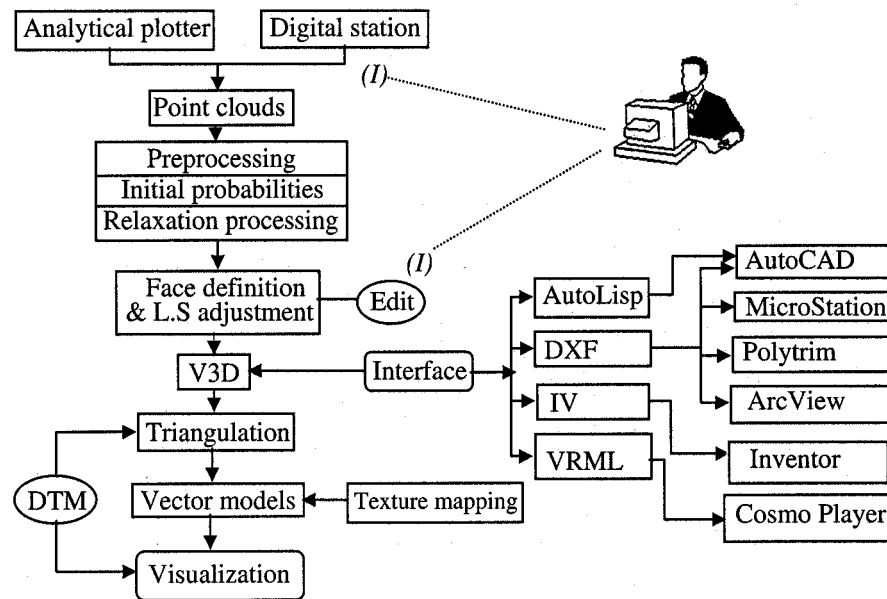 Analytical plotter
Digital station
(I)
Point clouds
Preprocessing
Initial probabilities
Relaxation processing
(I)
Face definition
& L.S adjustment
Edit
V3D
Interface
AutoLisp
DXF
IV
VRML
AutoCAD
MicroStation
Polytrim
ArcView
Inventor
Cosmo Player
Triangulation
DTM
Vector models
Texture mapping
Visualization